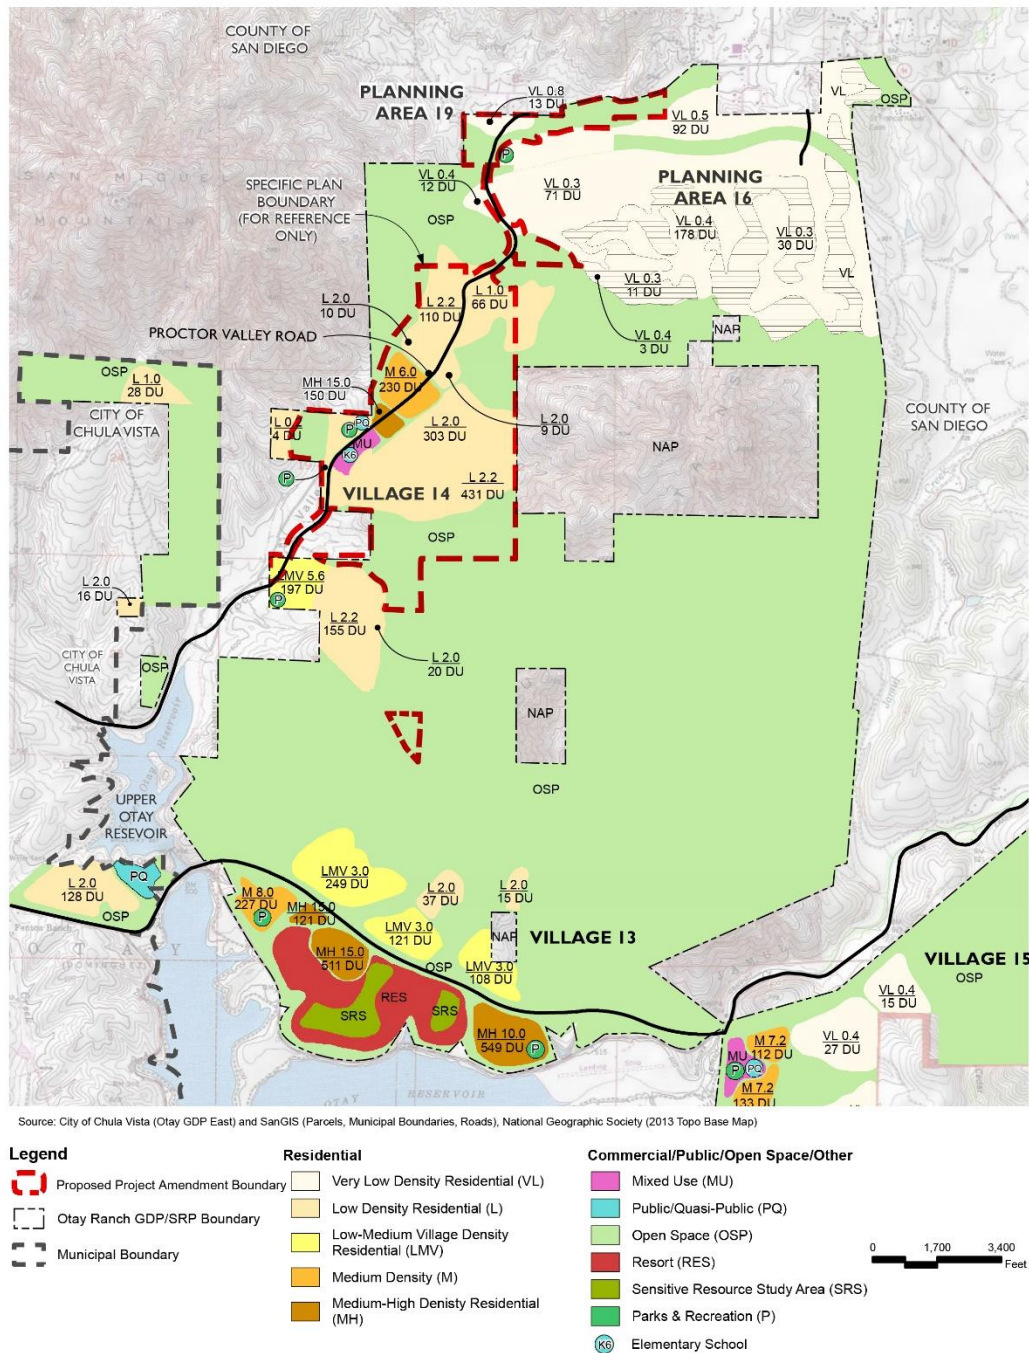 COUNTY OF
SAN DIEGO
PLANNING
AREA 19
VL 0.8
13 DU
VL 0.5
92 DU
VL
OSP
P
VL 0.4
12 DU
VL 0.3
71 DU
PLANNING
AREA 16
SPECIFIC PLAN
BOUNDARY
(FOR REFERENCE
ONLY)
OSP
VL 0.4
178 DU
VL 0.3
30 DU
VL
VL 0.3
11 DU
L 1.0
66 DU
L 2.2
110 DU
L 2.0
10 DU
PROCTOR VALLEY ROAD
VL 0.4
3 DU
NAP
OSP
L 1.0
28 DU
CITY OF
CHULA VISTA
MH 15.0
150 DU
M 6.0
230 DU
COUNTY OF
SAN DIEGO
L 0.2
4 DU
P
PQ
MU
K6
L 2.0
303 DU
L 2.0
9 DU
NAP
P
VILLAGE 14
L 2.2
431 DU
OSP
L 2.0
16 DU
LMV 5.6
197 DU
P
L 2.2
155 DU
L 2.0
20 DU
CITY OF
CHULA
VISTA
OSP
NAP
OSP
UPPER
OTAY
RESEVOIR
PQ
L 2.0
128 DU
OSP
LMV 3.0
249 DU
M 8.0
227 DU
P
MH 15.0
121 DU
L 2.0
37 DU
L 2.0
15 DU
LMV 3.0
121 DU
NAP
VILLAGE 13
MH 15.0
511 DU
OSP
LMV 3.0
108 DU
VILLAGE 15
OSP
RES
SRS
SRS
MH 10.0
549 DU
P
VL 0.4
15 DU
VL 0.4
27 DU
M 7.2
112 DU
MU
P
PQ
M 7.2
133 DU
OTAY
RESERVOIR
Source: City of Chula Vista (Otay GDP East) and SanGIS (Parcels, Municipal Boundaries, Roads), National Geographic Society (2013 Topo Base Map)
Legend
Proposed Project Amendment Boundary
Otay Ranch GDP/SRP Boundary
Municipal Boundary
Residential
Very Low Density Residential (VL)
Low Density Residential (L)
Low-Medium Village Density
Residential (LMV)
Medium Density (M)
Medium-High Denisty Residential
(MH)
Commercial/Public/Open Space/Other
Mixed Use (MU)
Public/Quasi-Public (PQ)
Open Space (OSP)
Resort (RES)
Sensitive Resource Study Area (SRS)
Parks & Recreation (P)
K6 Elementary School
0 1,700 3,400
Feet